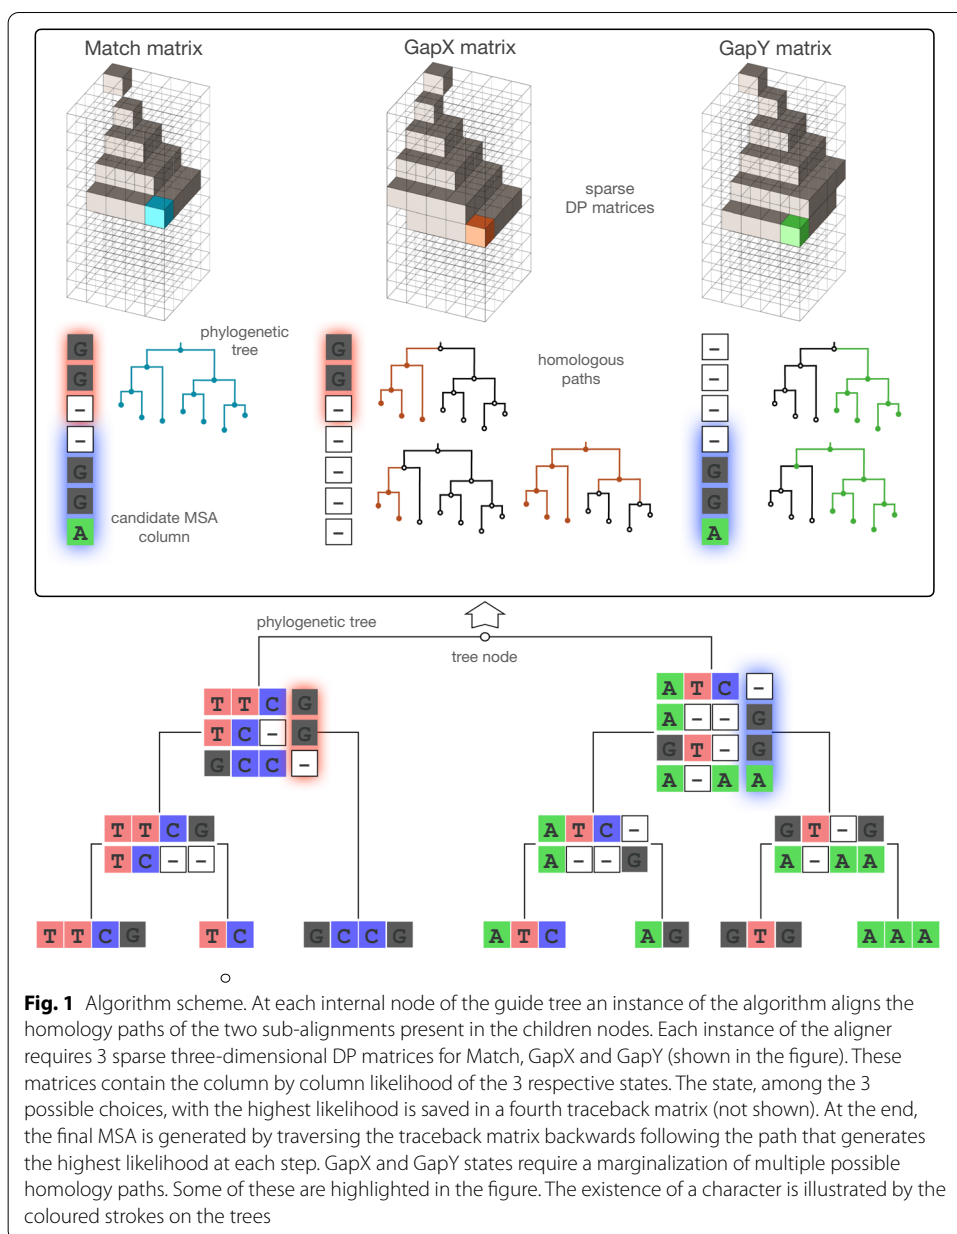 Match matrix GapX matrix GapY matrix
sparse
DP matrices
phylogenetic
tree
homologous
paths
candidate MSA
column
G
G
-
-
G
G
A
G
G
-
-
-
-
-
-
-
-
-
G
G
A
phylogenetic tree
tree node
T T C G
T C - G
G C C -
A T C -
A - - G
G T - G
A - A A
T T C G
T C - -
A T C -
A - - G
G T - G
A - A A
T T C G T C G C C G A T C A G G T G A A A
Fig. 1 Algorithm scheme. At each internal node of the guide tree an instance of the algorithm aligns the
homology paths of the two sub-alignments present in the children nodes. Each instance of the aligner
requires 3 sparse three-dimensional DP matrices for Match, GapX and GapY (shown in the figure). These
matrices contain the column by column likelihood of the 3 respective states. The state, among the 3
possible choices, with the highest likelihood is saved in a fourth traceback matrix (not shown). At the end,
the final MSA is generated by traversing the traceback matrix backwards following the path that generates
the highest likelihood at each step. GapX and GapY states require a marginalization of multiple possible
homology paths. Some of these are highlighted in the figure. The existence of a character is illustrated by the
coloured strokes on the trees